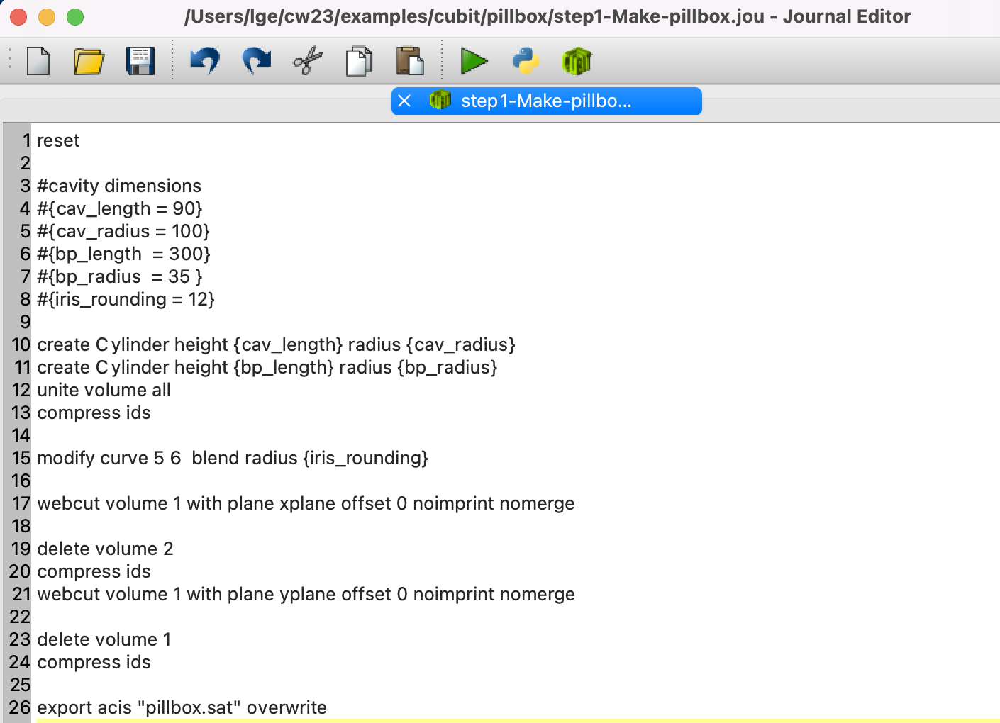 /Users/lge/cw23/examples/cubit/pillbox/step1-Make-pillbox.jou - Journal Editor
step1-Make-pillbo...
1 reset
2
3 #cavity dimensions
4 #{cav_length = 90}
5 #{cav_radius = 100}
6 #{bp_length  = 300}
7 #{bp_radius  = 35 }
8 #{iris_rounding = 12}
9
10 create Cylinder height {cav_length} radius {cav_radius}
11 create Cylinder height {bp_length} radius {bp_radius}
12 unite volume all
13 compress ids
14
15 modify curve 5 6  blend radius {iris_rounding}
16
17 webcut volume 1 with plane xplane offset 0 noimprint nomerge
18
19 delete volume 2
20 compress ids
21 webcut volume 1 with plane yplane offset 0 noimprint nomerge
22
23 delete volume 1
24 compress ids
25
26 export acis "pillbox.sat" overwrite